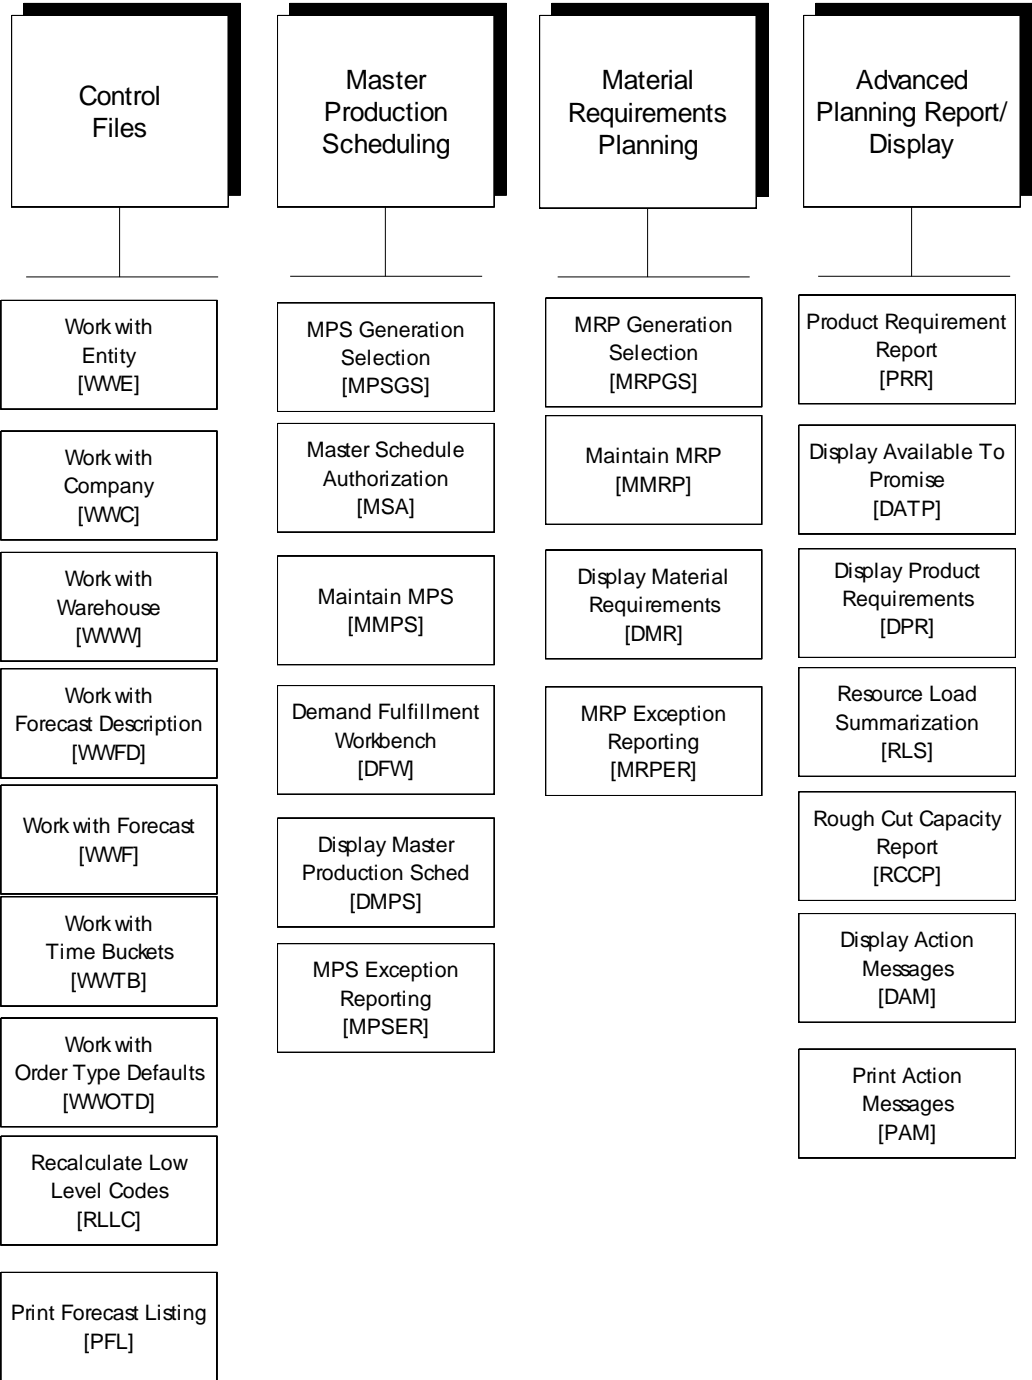 Control
Files
Work with
Entity
[WWE]
Work with
Company
[WWC]
Work with
Warehouse
[WWW]
Work with
Forecast Description
[WWFD]
Work with Forecast
[WWF]
Work with
Time Buckets
[WWTB]
Work with
Order Type Defaults
[WWOTD]
Recalculate Low
Level Codes
[RLLC]
Print Forecast Listing
[PFL]
Master
Production
Scheduling
MPS Generation
Selection
[MPSGS]
Master Schedule
Authorization
[MSA]
Maintain MPS
[MMPS]
Demand Fulfillment
Workbench
[DFW]
Display Master
Production Sched
[DMPS]
MPS Exception
Reporting
[MPSER]
Material
Requirements
Planning
MRP Generation
Selection
[MRPGS]
Maintain MRP
[MMRP]
Display Material
Requirements
[DMR]
MRP Exception
Reporting
[MRPER]
Advanced
Planning Report/
Display
Product Requirement
Report
[PRR]
Display Available To
Promise
[DATP]
Display Product
Requirements
[DPR]
Resource Load
Summarization
[RLS]
Rough Cut Capacity
Report
[RCCP]
Display Action
Messages
[DAM]
Print Action
Messages
[PAM]